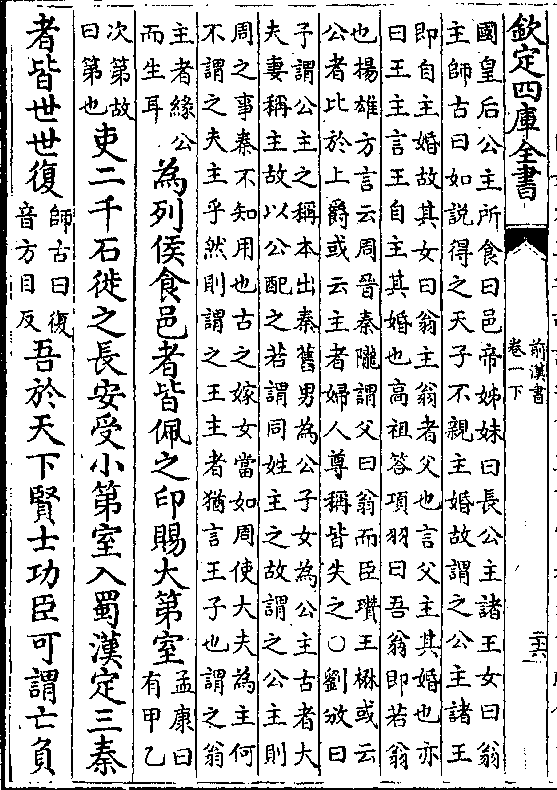 欽定四庫全書
前漢書
卷一下
國皇后公主所食曰邑帝姊妹曰長公主諸王女曰翁
主師古曰如說得之天子不親主婚故謂之公主諸王
即自主婚故其女曰翁主翁者父也言父主其婚也亦
曰王主言王自主其婚也高祖答項羽曰吾翁即若翁
也揚雄方言云周晉秦隴謂父曰翁而臣瓚王楙或云
公者比於上爵或云主者婦人尊稱皆失之○劉攽曰
子謂公主之稱本出秦舊男為公子女為公主古者大
夫妻稱主故以公配之若謂同姓主之故謂之公主則
周之事秦不知用也古之嫁女當如周使大夫為主何
不謂之夫主乎然則謂之王主者猶言王子也謂之翁
主者緣公
而生耳
為列侯食邑者皆佩之印賜大第室
孟康曰
有甲乙
次第故
曰第也
吏二千石徙之長安受小第室入蜀漢定三秦
者皆世世復
師古曰復
音方目反
吾於天下賢士功臣可謂亡負